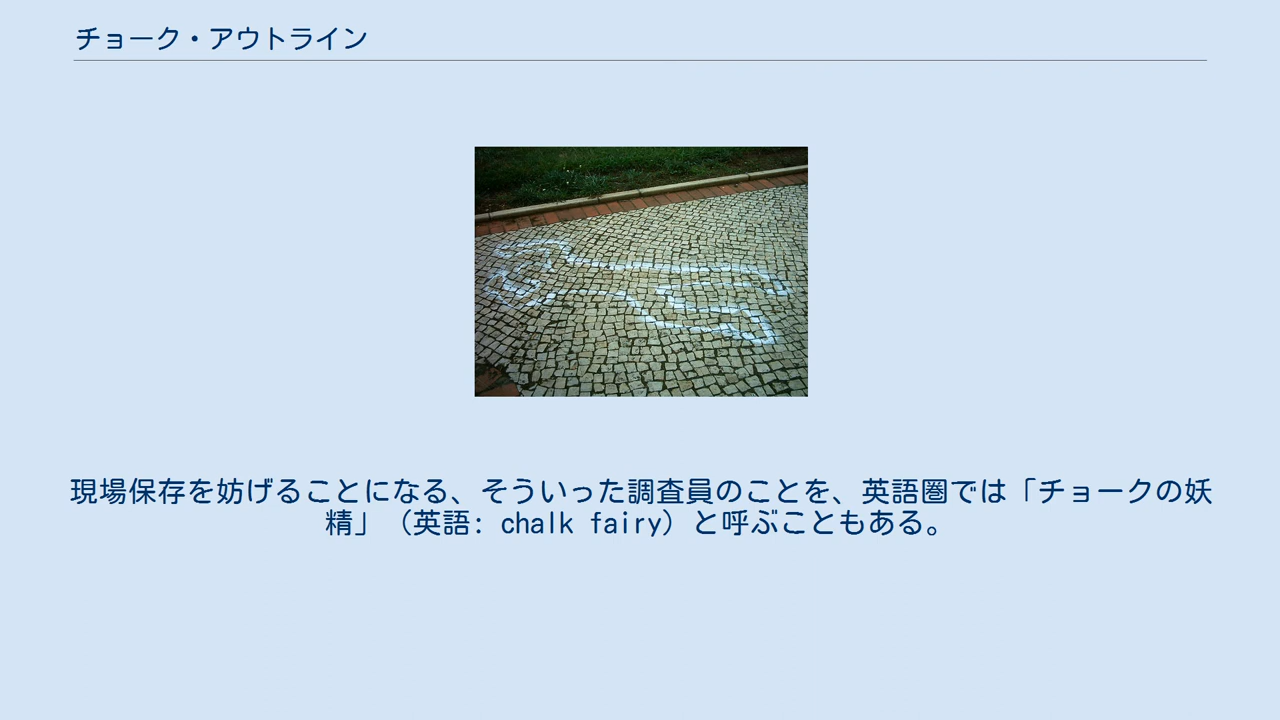 チョーク・アウトライン
現場保存を妨げることになる、そういった調査員のことを、英語圏では「チョークの妖
精」（英語: chalk fairy）と呼ぶこともある。